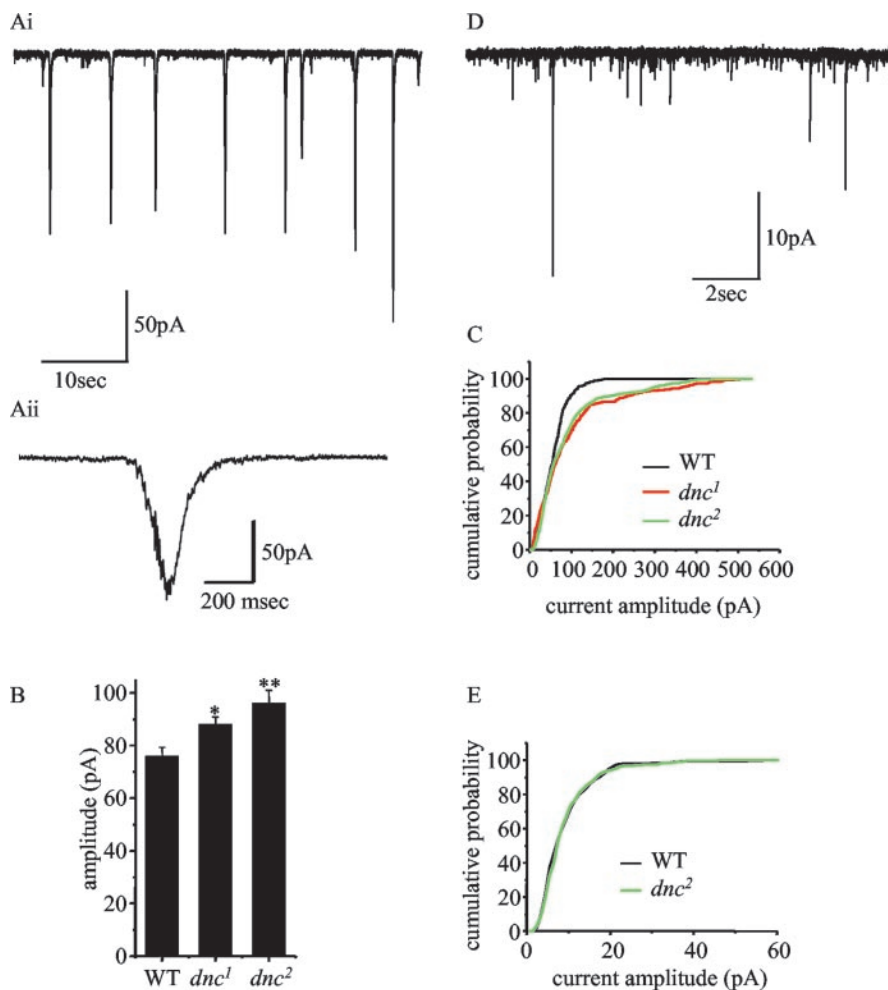 Ai
50pA
10sec
Aii
50pA
200 msec
B
amplitude (pA)
100
80
60
40
20
0
*
**
WT dnc¹ dnc²
D
10pA
2sec
C
cumulative probability
100
80
60
40
20
0
WT
dnc¹
dnc²
0 100 200 300 400 500 600
current amplitude (pA)
E
cumulative probability
100
80
60
40
20
0
WT
dnc²
0 20 40 60
current amplitude (pA)